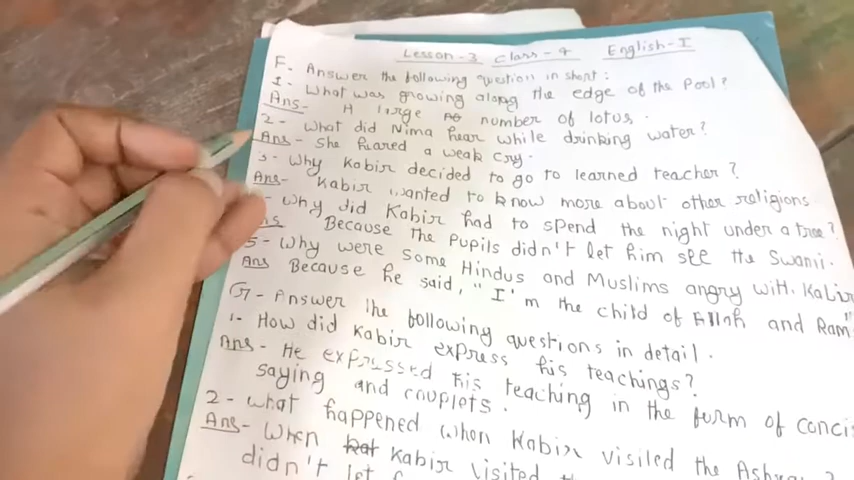 Lesson-3 Class-4 English-I
F- Answer the following question in short:
1- What was growing along the edge of the Pool?
Ans- A large number of lotus.
2- What did Nima hear while drinking water?
Ans- She heared a weak cry.
3- Why Kabir decided to go to learned teacher?
Ans- Kabir wanted to know more about other religions
- Why did Kabir had to spend the night under a tree?
ns- Because the Pupils didn't let him see the Swami.
5- Why were some Hindus and Muslims angry with Kabir
Ans Because he said, "I'm the child of Allah and Ram"
G- Answer the following questions in detail.
1- How did Kabir express his teachings?
Ans- He expressed his teaching in the form of concis
saying and couplets.
2- what happened when Kabir visited the Ashram ?
Ans- When Kabir visited
didn't let